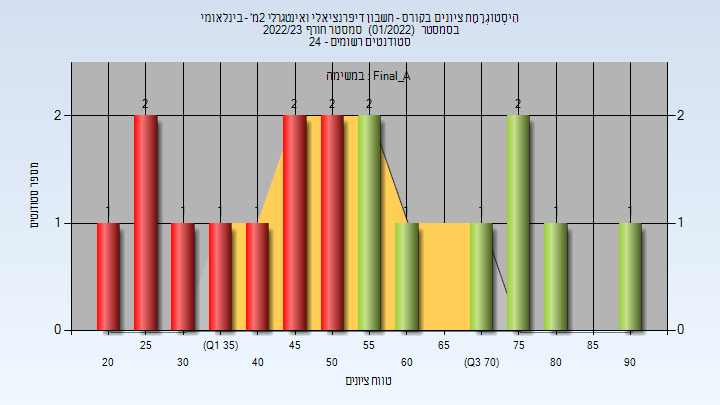 היסטוגרמת ציונים בקורס - חשבון דיפרנציאלי ואינטגרלי 2מ' - בינלאומי
בסמסטר (01/2022) סמסטר חורף 2022/23
סטודנטים רשומים - 24
במשימה : Final_A
2 2 2 2 2
1 1 1 1 1 1 1 1 1
2 2
1 1
0 0
מספר סטודנטים
25 (Q1 35) 45 55 65 75 85
20 30 40 50 60 (Q3 70) 80 90
טווח ציונים